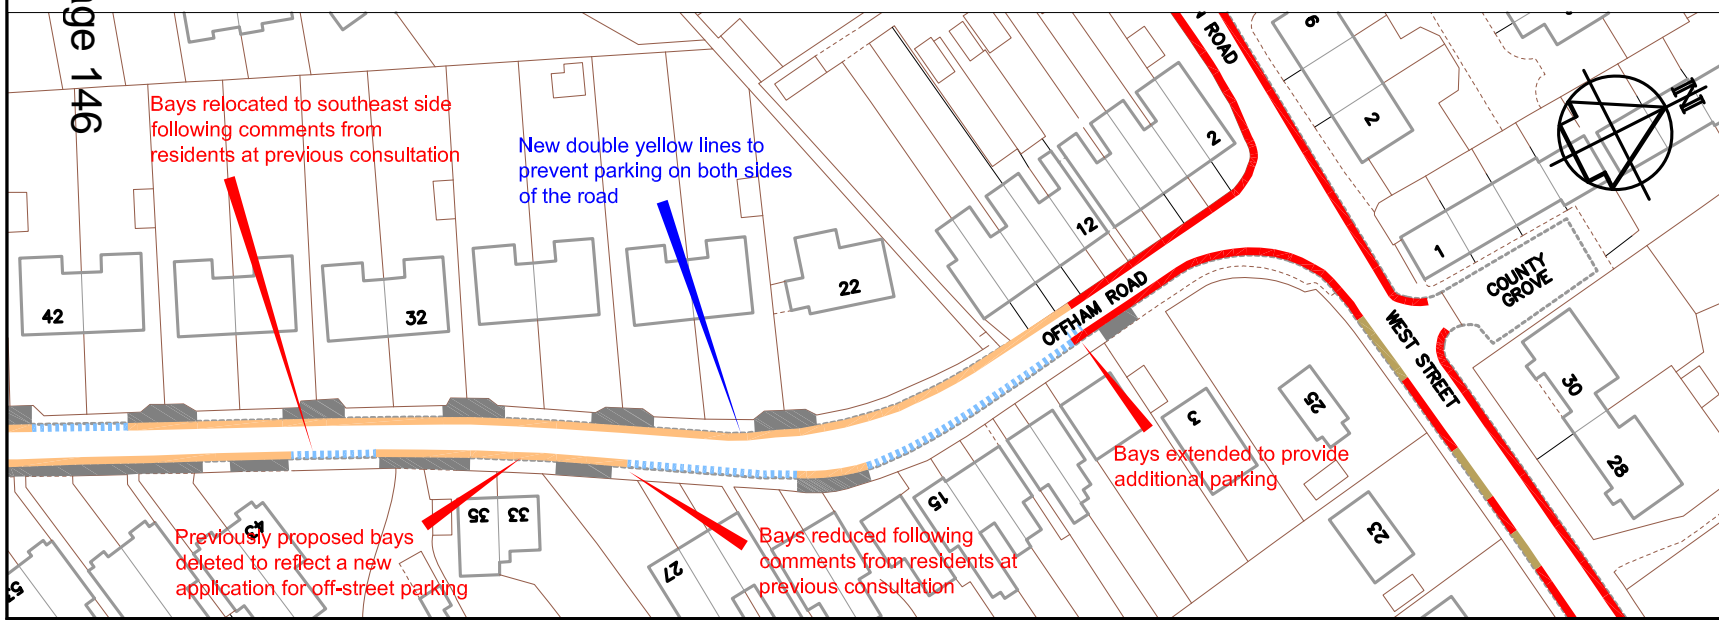 age 146
Bays relocated to southeast side
following comments from
residents at previous consultation
New double yellow lines to
prevent parking on both sides
of the road
N ROAD
6
2
2
12
1
N
COUNTY
GROVE
42
32
22
OFFHAM ROAD
WEST STREET
30
28
25
3
23
15
27
33
35
43
Bays extended to provide
additional parking
Previously proposed bays
deleted to reflect a new
application for off-street parking
Bays reduced following
comments from residents at
previous consultation